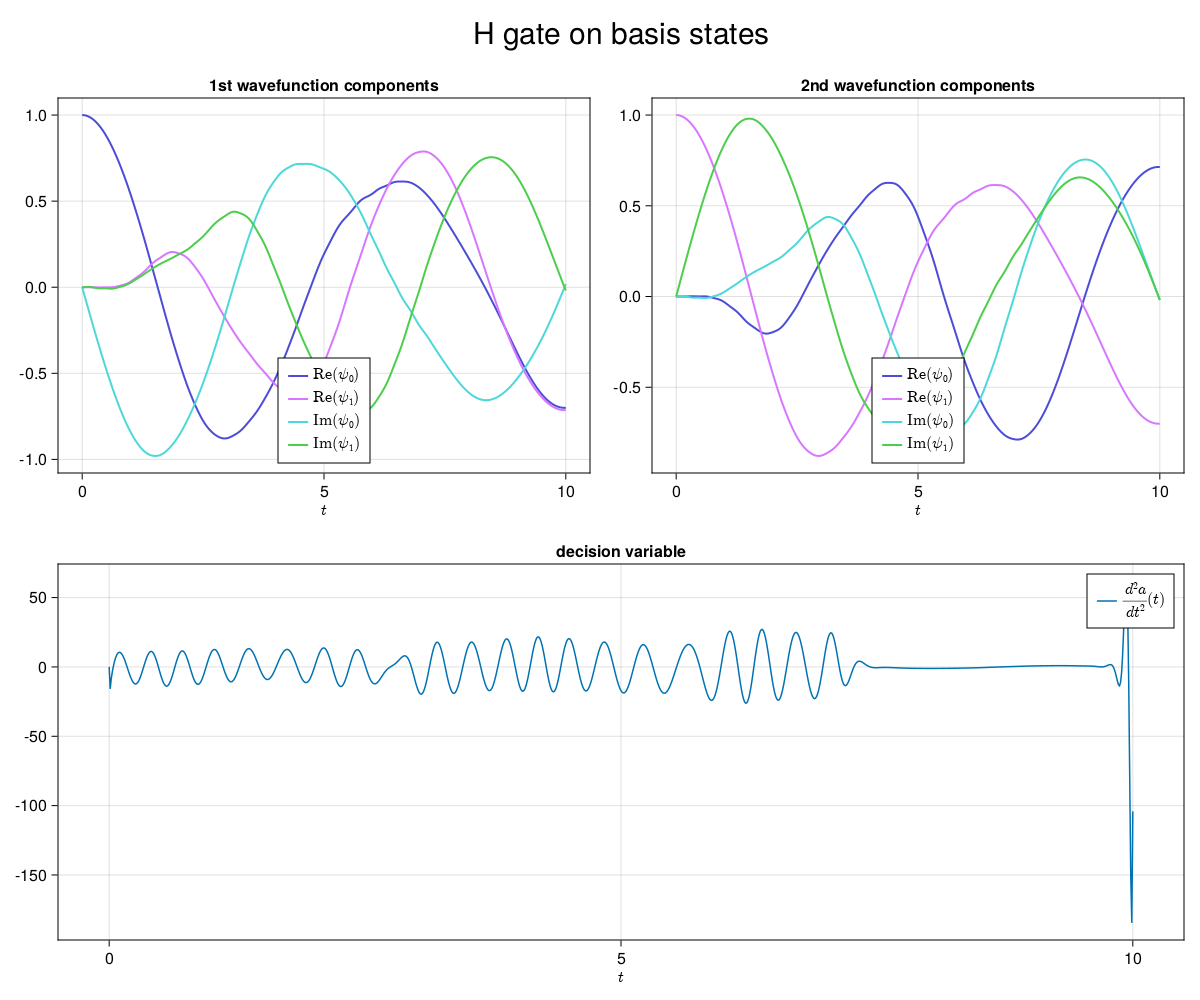 H gate on basis states
1st wavefunction components
1.0
0.5
0.0
-0.5
-1.0
0 5 10
t
Re(ψ₀)
Re(ψ₁)
Im(ψ₀)
Im(ψ₁)
2nd wavefunction components
1.0
0.5
0.0
-0.5
0 5 10
t
Re(ψ₀)
Re(ψ₁)
Im(ψ₀)
Im(ψ₁)
decision variable
50
0
-50
-100
-150
0 5 10
t
d²a
dt² (t)